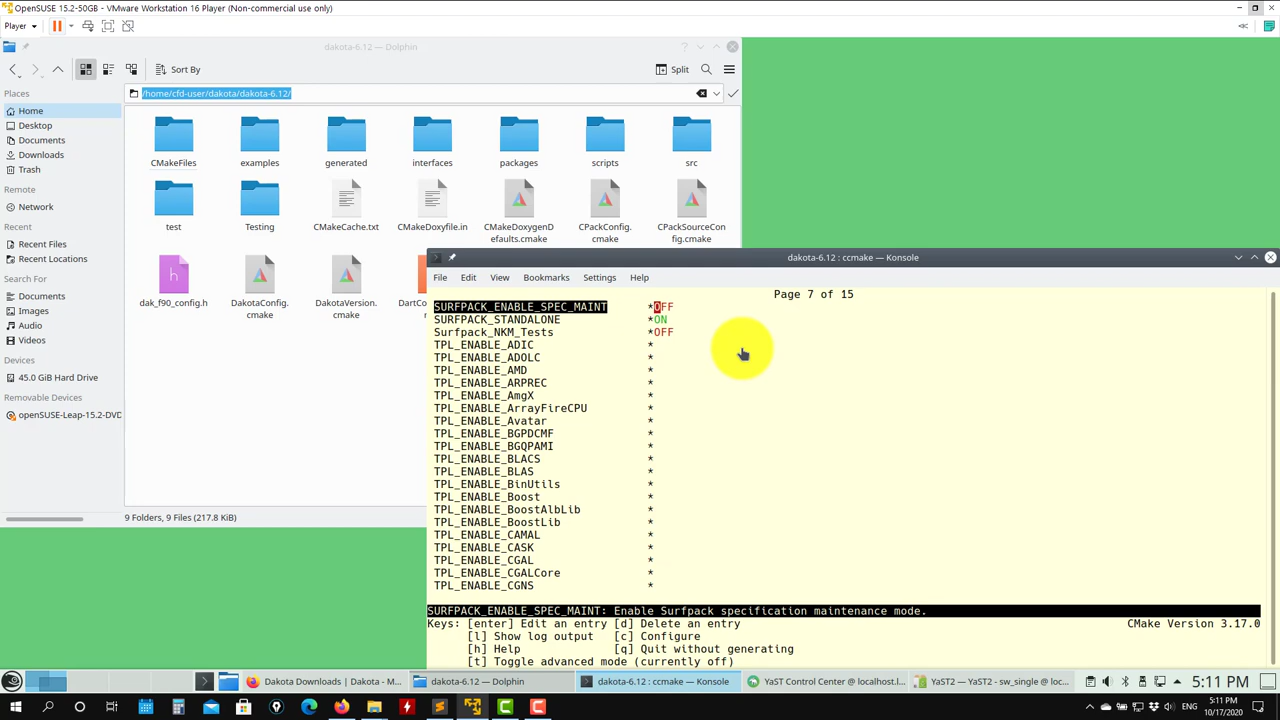 OpenSUSE 15.2-50GB - VMware Workstation 16 Player (Non-commercial use only)
Player
dakota-6.12 — Dolphin
Sort By
Split
Places
/home/cfd-user/dakota/dakota-6.12/
Home
Desktop
Documents
Downloads
Trash
Remote
Network
Recent
Recent Files
Recent Locations
Search For
Documents
Images
Audio
Videos
Devices
45.0 GiB Hard Drive
Removable Devices
openSUSE-Leap-15.2-DVD
CMakeFiles
examples
generated
interfaces
packages
scripts
src
test
Testing
CMakeCache.txt
CMakeDoxyfile.in
CMakeDoxygenD
efaults.cmake
CPackConfig.
cmake
CPackSourceCon
fig.cmake
dak_f90_config.h
DakotaConfig.
cmake
DakotaVersion.
cmake
DartCo
9 Folders, 9 Files (217.8 KiB)
dakota-6.12 : ccmake — Konsole
File Edit View Bookmarks Settings Help
Page 7 of 15
SURFPACK_ENABLE_SPEC_MAINT *OFF
SURFPACK_STANDALONE *ON
Surfpack_NKM_Tests *OFF
TPL_ENABLE_ADIC *
TPL_ENABLE_ADOLC *
TPL_ENABLE_AMD *
TPL_ENABLE_ARPREC *
TPL_ENABLE_AmgX *
TPL_ENABLE_ArrayFireCPU *
TPL_ENABLE_Avatar *
TPL_ENABLE_BGPDCMF *
TPL_ENABLE_BGQPAMI *
TPL_ENABLE_BLACS *
TPL_ENABLE_BLAS *
TPL_ENABLE_BinUtils *
TPL_ENABLE_Boost *
TPL_ENABLE_BoostAlbLib *
TPL_ENABLE_BoostLib *
TPL_ENABLE_CAMAL *
TPL_ENABLE_CASK *
TPL_ENABLE_CGAL *
TPL_ENABLE_CGALCore *
TPL_ENABLE_CGNS *
SURFPACK_ENABLE_SPEC_MAINT: Enable Surfpack specification maintenance mode.
Keys: [enter] Edit an entry [d] Delete an entry CMake Version 3.17.0
[l] Show log output [c] Configure
[h] Help [q] Quit without generating
[t] Toggle advanced mode (currently off)
Dakota Downloads | Dakota - M...
dakota-6.12 — Dolphin
dakota-6.12 : ccmake — Konsole
YaST Control Center @ localhost.l...
YaST2 — YaST2 - sw_single @ loc...
5:11 PM
5:11 PM
10/17/2020